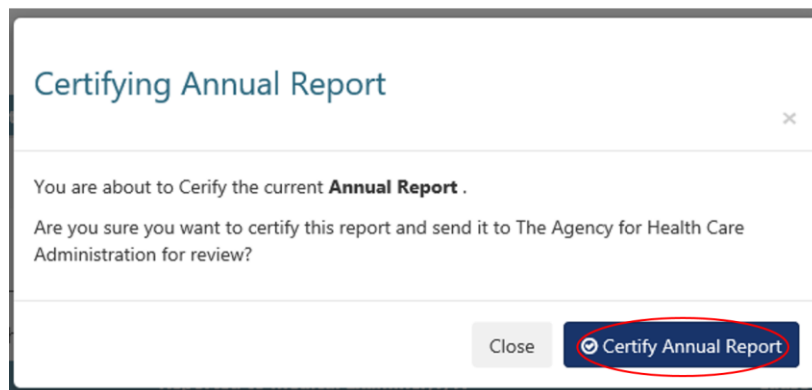 Certifying Annual Report
×
You are about to Cerify the current Annual Report .
Are you sure you want to certify this report and send it to The Agency for Health Care
Administration for review?
Close
Certify Annual Report